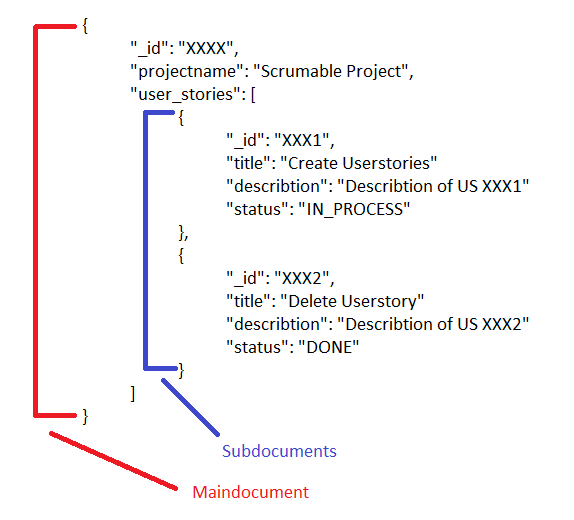 {
"_id": "XXXX",
"projectname": "Scrumable Project",
"user_stories": [
{
"_id": "XXX1",
"title": "Create Userstories"
"describtion": "Describtion of US XXX1"
"status": "IN_PROCESS"
},
{
"_id": "XXX2",
"title": "Delete Userstory"
"describtion": "Describtion of US XXX2"
"status": "DONE"
}
]
}
Subdocuments
Maindocument